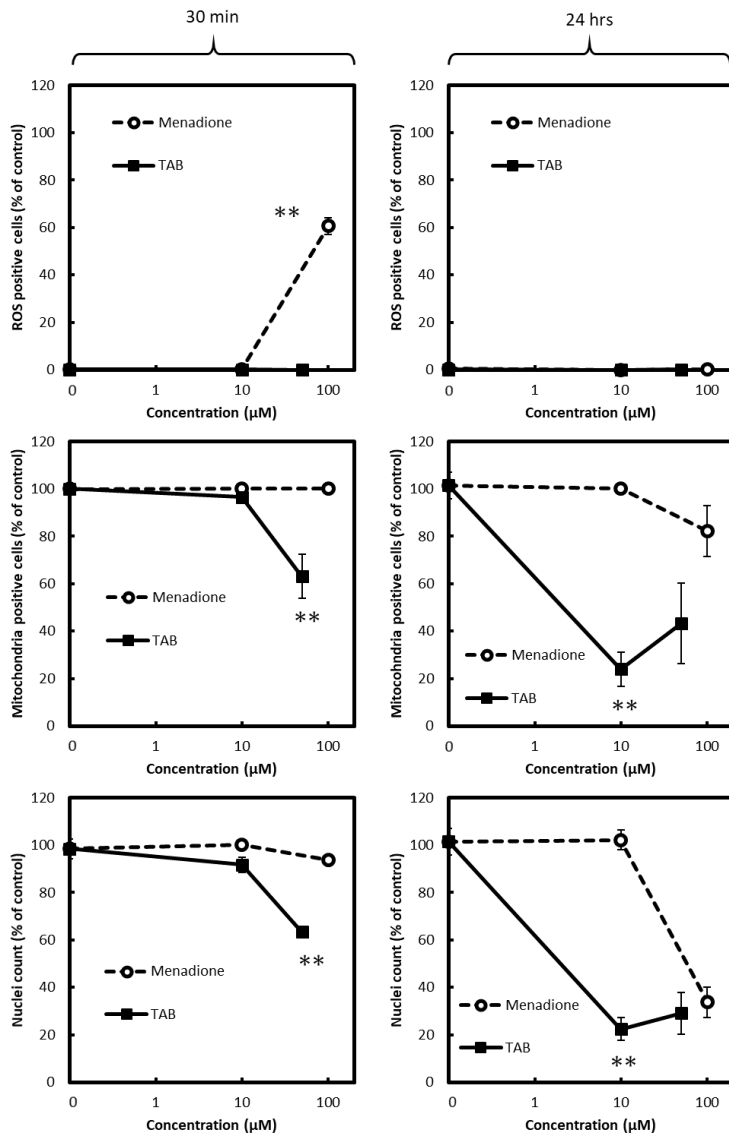 30 min
24 hrs
ROS positive cells (% of control)
120
100
80
60
40
20
0
Menadione
TAB
**
0
1
10
100
Concentration (µM)
ROS positive cells (% of control)
120
100
80
60
40
20
0
Menadione
TAB
0
1
10
100
Concentration (µM)
Mitochondria positive cells (% of control)
120
100
80
60
40
20
0
Menadione
TAB
**
0
1
10
100
Concentration (µM)
Mitocohndria positive cells (% of control)
120
100
80
60
40
20
0
Menadione
TAB
**
0
1
10
100
Concentration (µM)
Nuclei count (% of control)
120
100
80
60
40
20
0
Menadione
TAB
**
0
1
10
100
Concentration (µM)
Nuclei count (% of control)
120
100
80
60
40
20
0
Menadione
TAB
**
0
1
10
100
Concentration (µM)